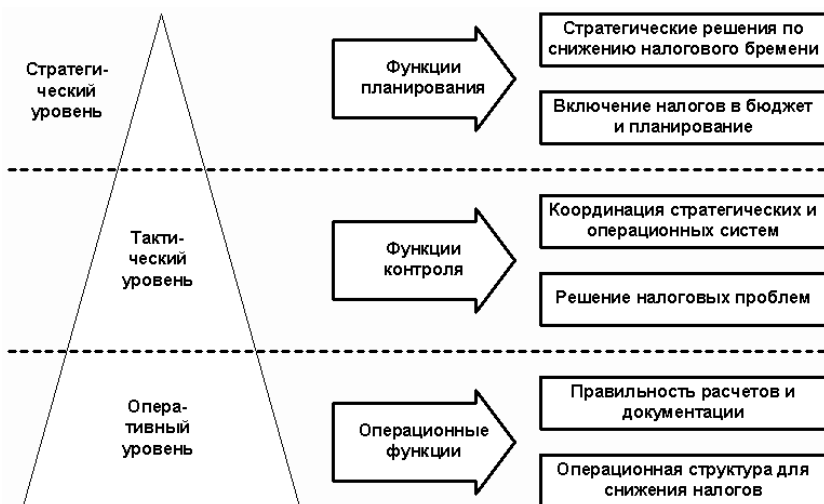 Стратеги-
ческий
уровень
Функции
планирования
Стратегические решения по
снижению налогового бремени
Включение налогов в бюджет
и планирование
Такти-
ческий
уровень
Функции
контроля
Координация стратегических и
операционных систем
Решение налоговых проблем
Опера-
тивный
уровень
Операционные
функции
Правильность расчетов и
документации
Операционная структура для
снижения налогов